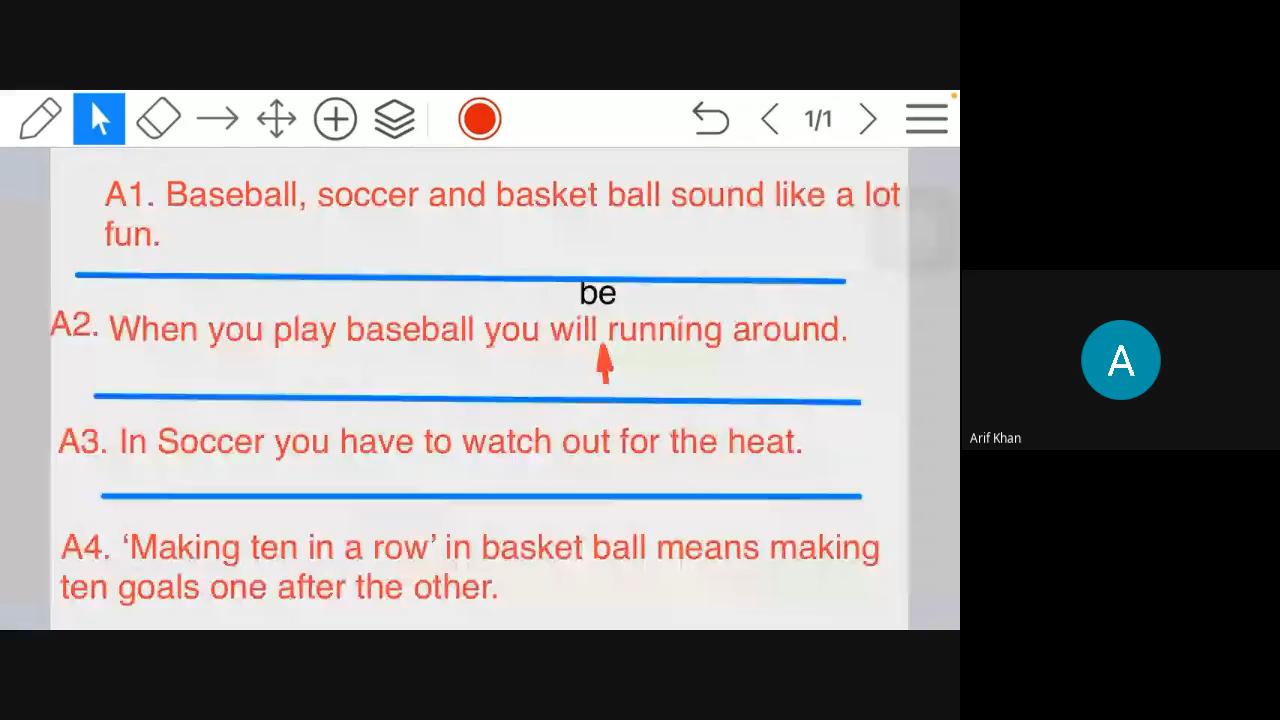 1/1
A1. Baseball, soccer and basket ball sound like a lot
fun.
be
A2. When you play baseball you will running around.
A3. In Soccer you have to watch out for the heat.
A4. ‘Making ten in a row’ in basket ball means making
ten goals one after the other.
A
Arif Khan